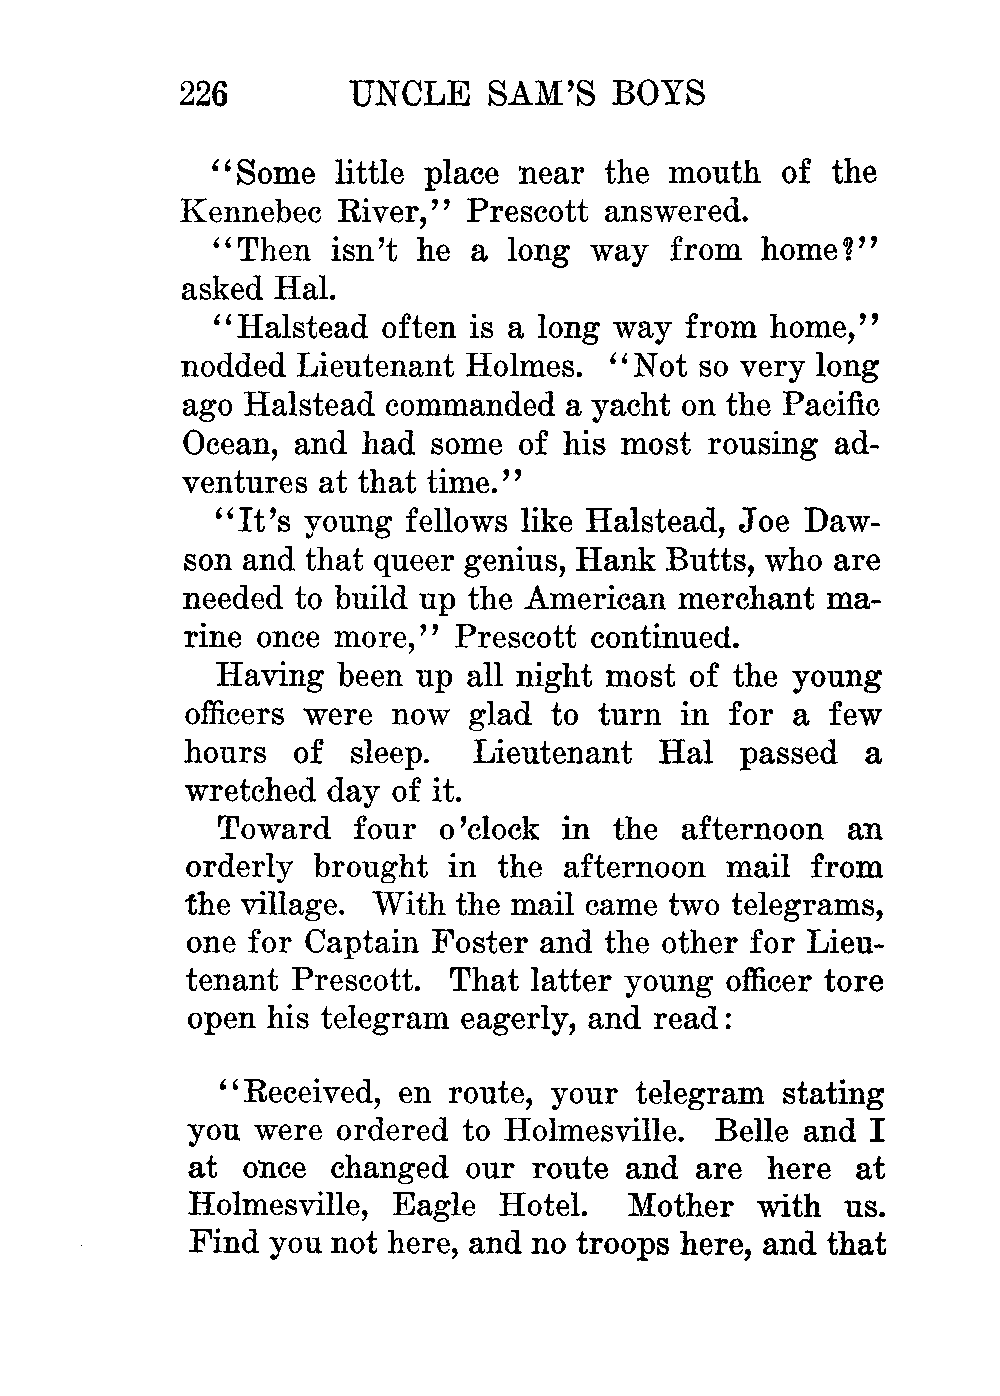 226 UNCLE SAM'S BOYS
"Some little place near the mouth of the
Kennebec River," Prescott answered.
"Then isn't he a long way from home?"
asked Hal.
"Halstead often is a long way from home,"
nodded Lieutenant Holmes. "Not so very long
ago Halstead commanded a yacht on the Pacific
Ocean, and had some of his most rousing ad-
ventures at that time."
"It's young fellows like Halstead, Joe Daw-
son and that queer genius, Hank Butts, who are
needed to build up the American merchant ma-
rine once more," Prescott continued.
Having been up all night most of the young
officers were now glad to turn in for a few
hours of sleep. Lieutenant Hal passed a
wretched day of it.
Toward four o'clock in the afternoon an
orderly brought in the afternoon mail from
the village. With the mail came two telegrams,
one for Captain Foster and the other for Lieu-
tenant Prescott. That latter young officer tore
open his telegram eagerly, and read:
"Received, en route, your telegram stating
you were ordered to Holmesville. Belle and I
at once changed our route and are here at
Holmesville, Eagle Hotel. Mother with us.
Find you not here, and no troops here, and that